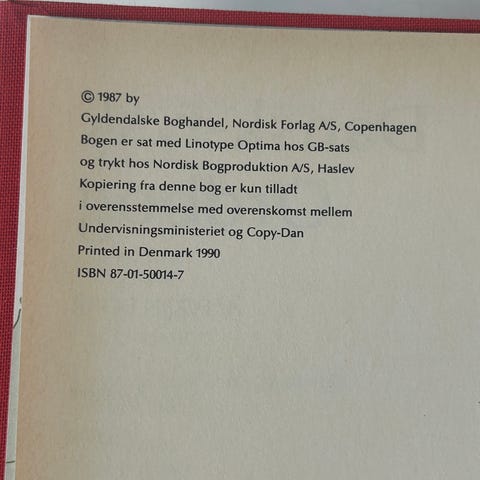 © 1987 by
Gyldendalske Boghandel, Nordisk Forlag A/S, Copenhagen
Bogen er sat med Linotype Optima hos GB-sats
og trykt hos Nordisk Bogproduktion A/S, Haslev
Kopiering fra denne bog er kun tilladt
i overensstemmelse med overenskomst mellem
Undervisningsministeriet og Copy-Dan
Printed in Denmark 1990
ISBN 87-01-50014-7